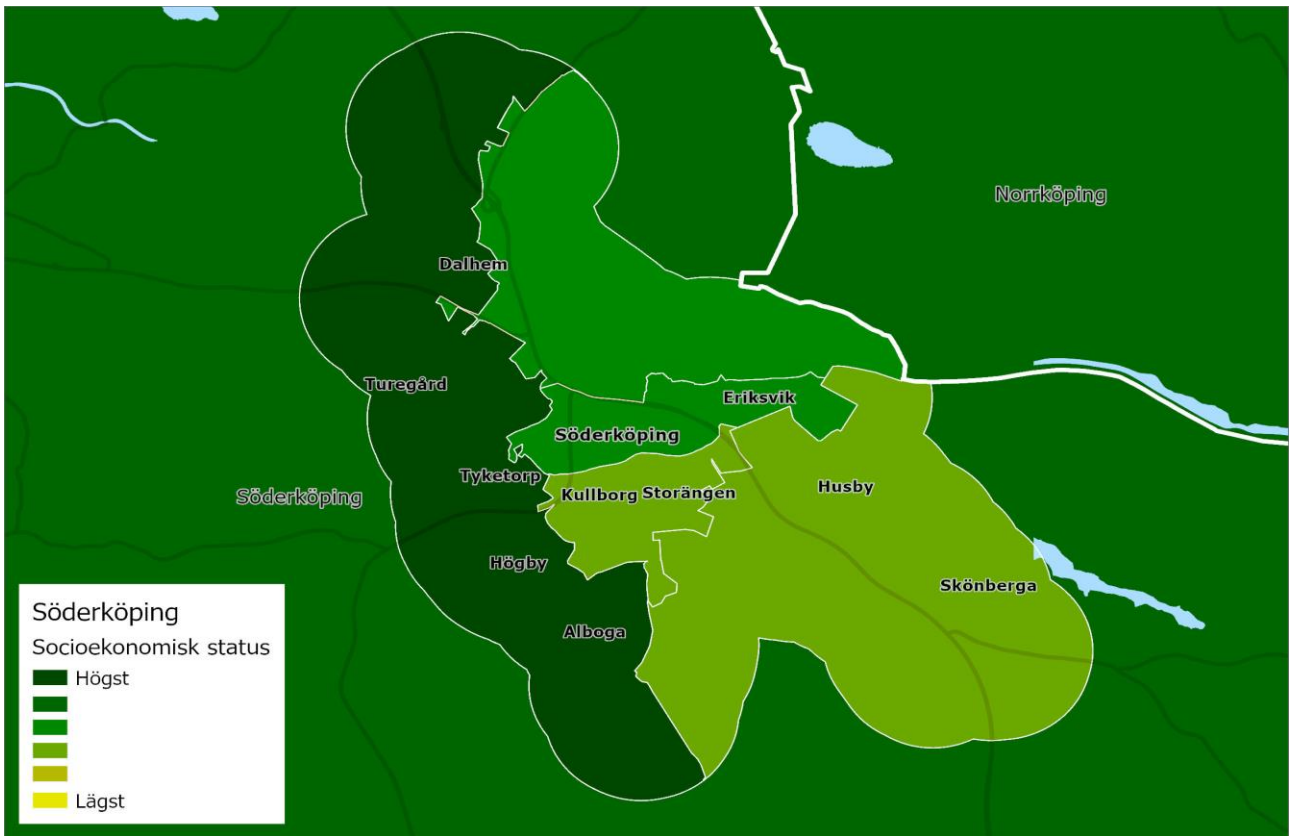 Norrköping
Dalhem
Turegård
Eriksvik
Söderköping
Tyketorp
Kullborg
Storängen
Husby
Söderköping
Högby
Skönberga
Alboga
Söderköping
Socioekonomisk status
Högst
Lägst